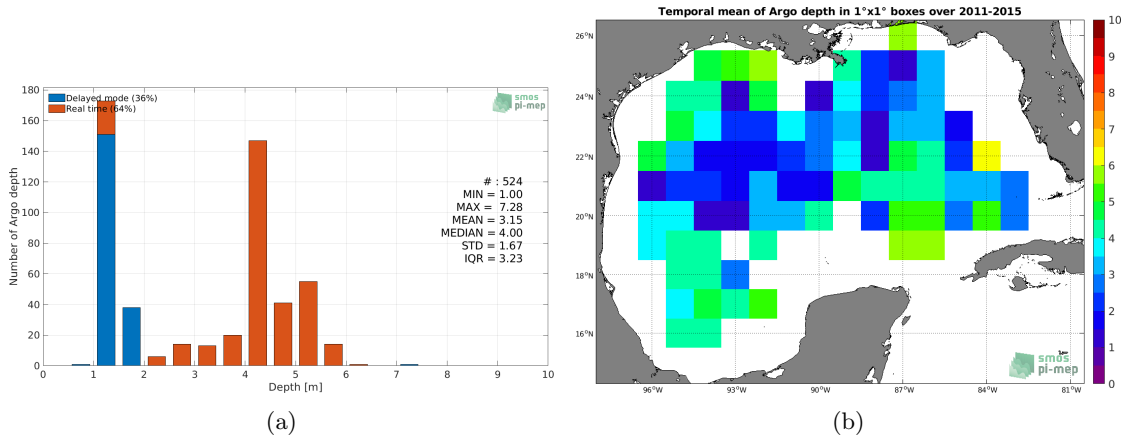 Temporal mean of Argo depth in 1°x1° boxes over 2011-2015
Delayed mode (36%)
Real time (64%)
smos
pi-mep
# : 524
MIN = 1.00
MAX = 7.28
MEAN = 3.15
MEDIAN = 4.00
STD = 1.67
IQR = 3.23
Number of Argo depth
180
160
140
120
100
80
60
40
20
0
0 1 2 3 4 5 6 7 8 9 10
Depth [m]
(a)
26°N
24°N
22°N
20°N
18°N
16°N
96°W 93°W 90°W 87°W 84°W 81°W
smos
pi-mep
10
9
8
7
6
5
4
3
2
1
0
(b)